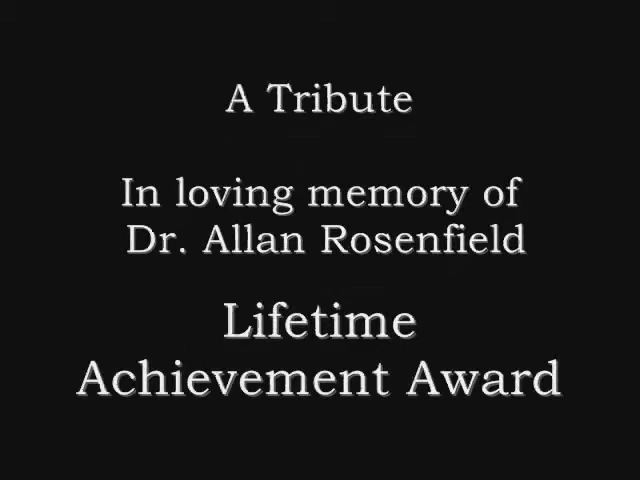 A Tribute
In loving memory of
Dr. Allan Rosenfield
Lifetime
Achievement Award